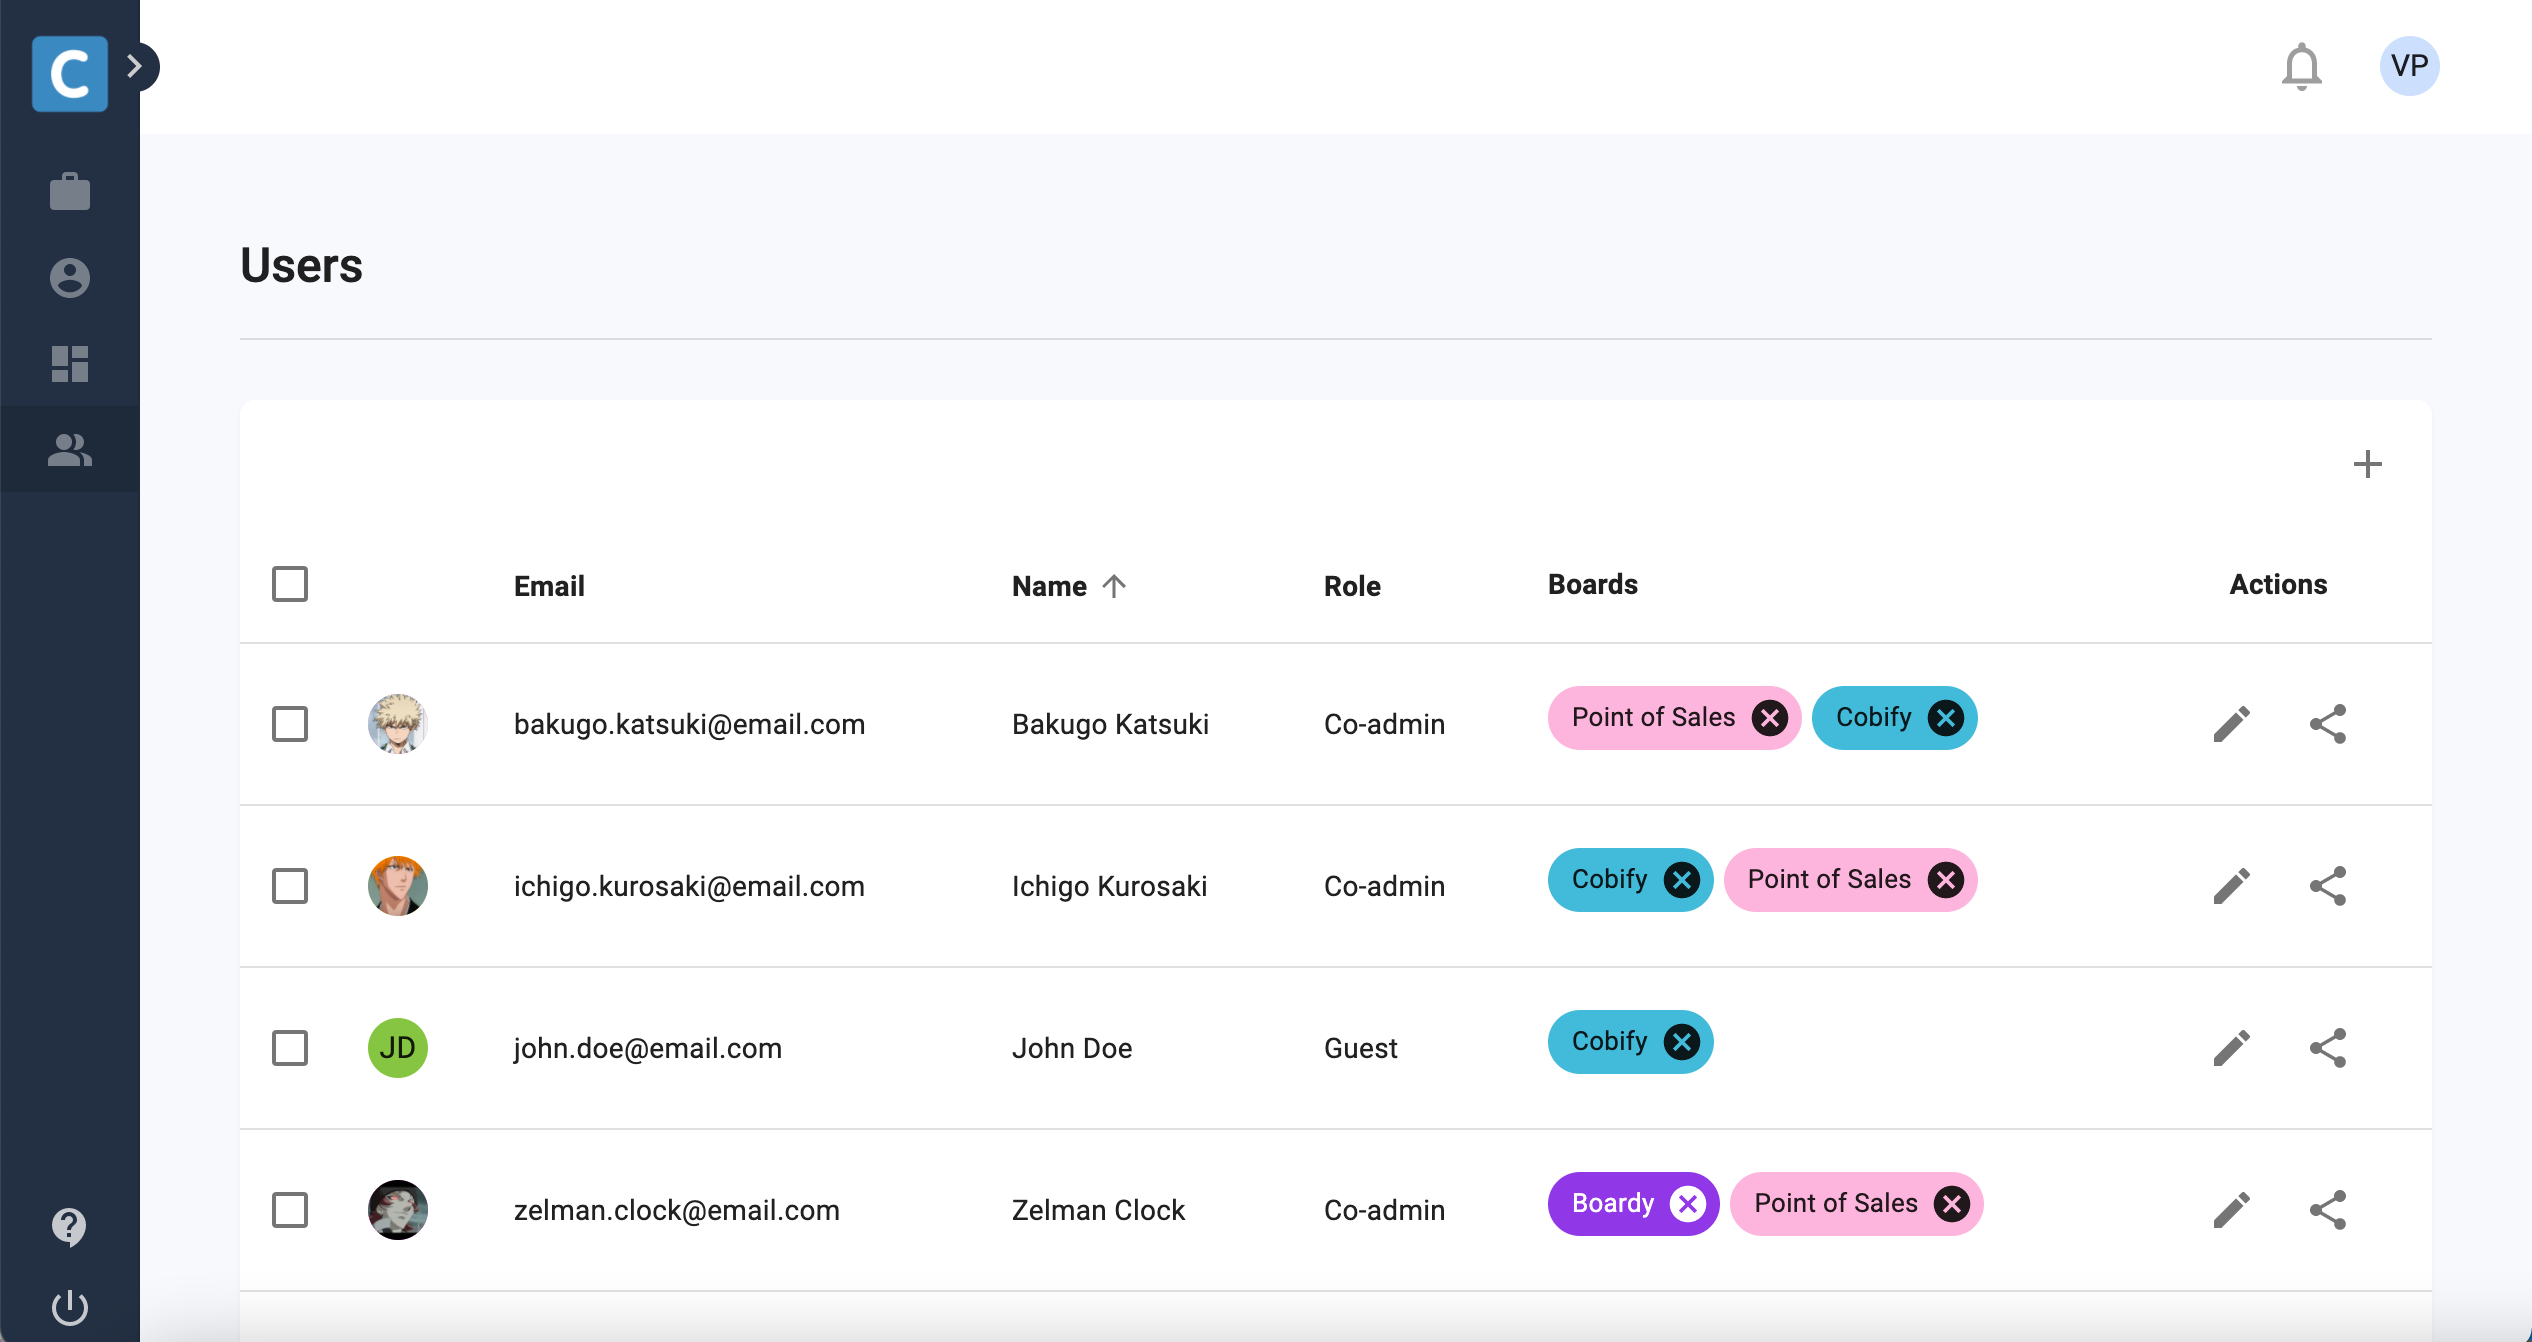 C
VP
Users
Email Name Role Boards Actions
bakugo.katsuki@email.com Bakugo Katsuki Co-admin Point of Sales Cobify
ichigo.kurosaki@email.com Ichigo Kurosaki Co-admin Cobify Point of Sales
JD john.doe@email.com John Doe Guest Cobify
zelman.clock@email.com Zelman Clock Co-admin Boardy Point of Sales